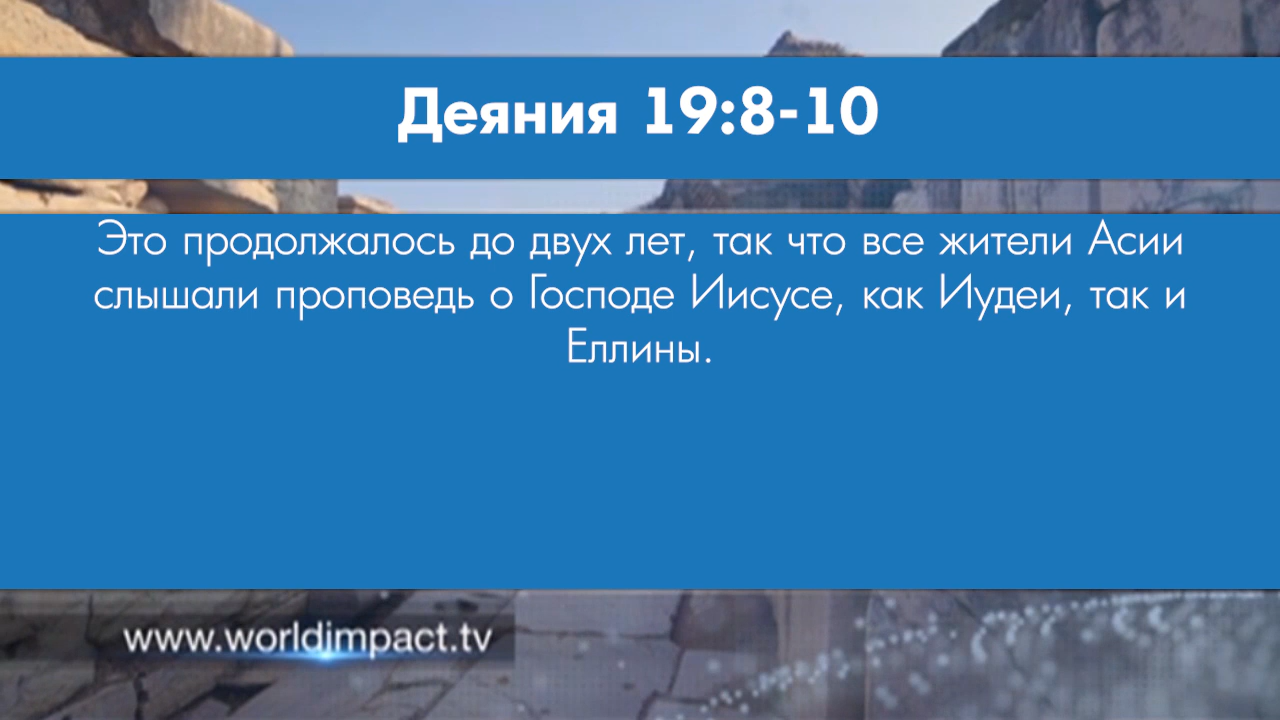 Деяния 19:8-10
Это продолжалось до двух лет, так что все жители Асии
слышали проповедь о Господе Иисусе, как Иудеи, так и
Еллины.
www.worldimpact.tv